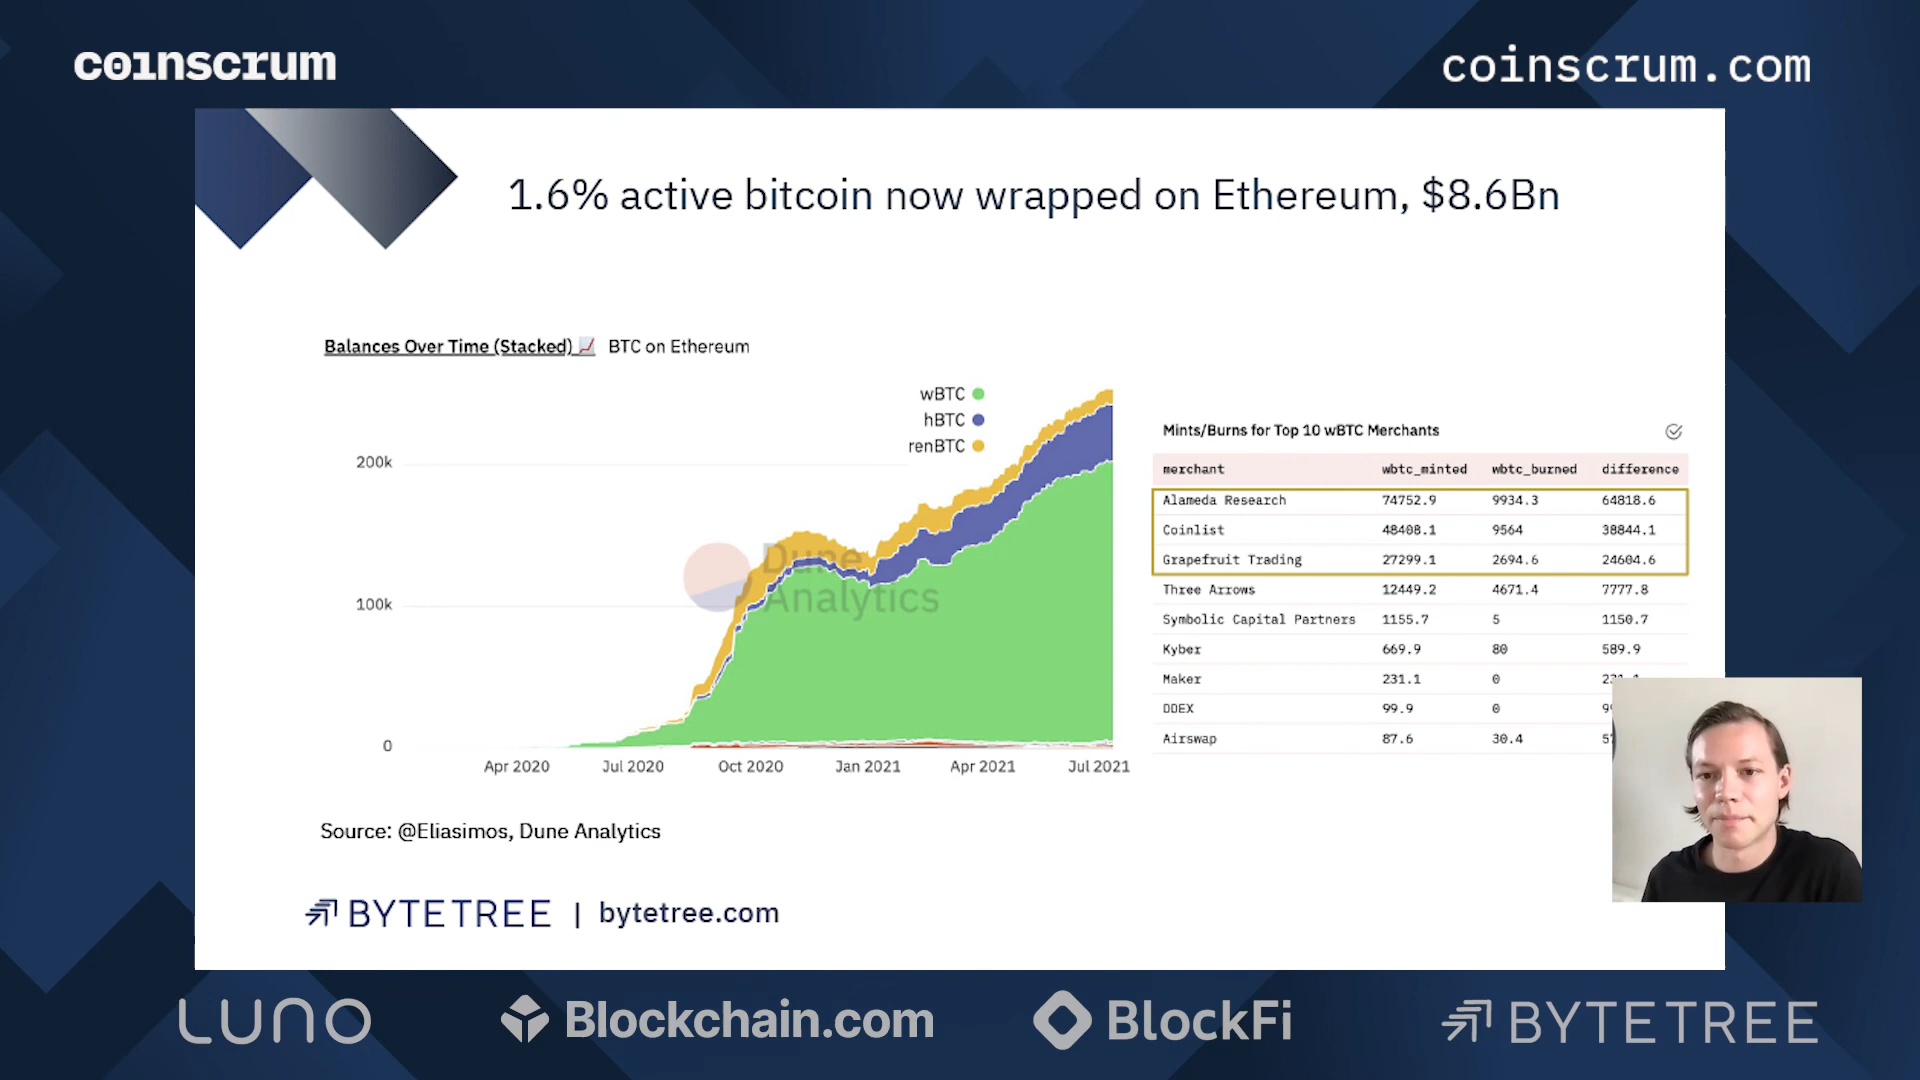 coinscrum
coinscrum.com
1.6% active bitcoin now wrapped on Ethereum, $8.6Bn
Balances Over Time (Stacked) 📈 BTC on Ethereum
wBTC
hBTC
renBTC
200k
100k
0
Apr 2020 Jul 2020 Oct 2020 Jan 2021 Apr 2021 Jul 2021
Dune
Analytics
Mints/Burns for Top 10 wBTC Merchants
merchant wbtc_minted wbtc_burned difference
Alameda Research 74752.9 9934.3 64818.6
Coinlist 48408.1 9564 38844.1
Grapefruit Trading 27299.1 2694.6 24604.6
Three Arrows 12449.2 4671.4 7777.8
Symbolic Capital Partners 1155.7 5 1150.7
Kyber 669.9 80 589.9
Maker 231.1 0
DDEX 99.9 0
Airswap 87.6 30.4
Source: @Eliasimos, Dune Analytics
BYTETREE | bytetree.com
LUNO Blockchain.com BlockFi BYTETREE